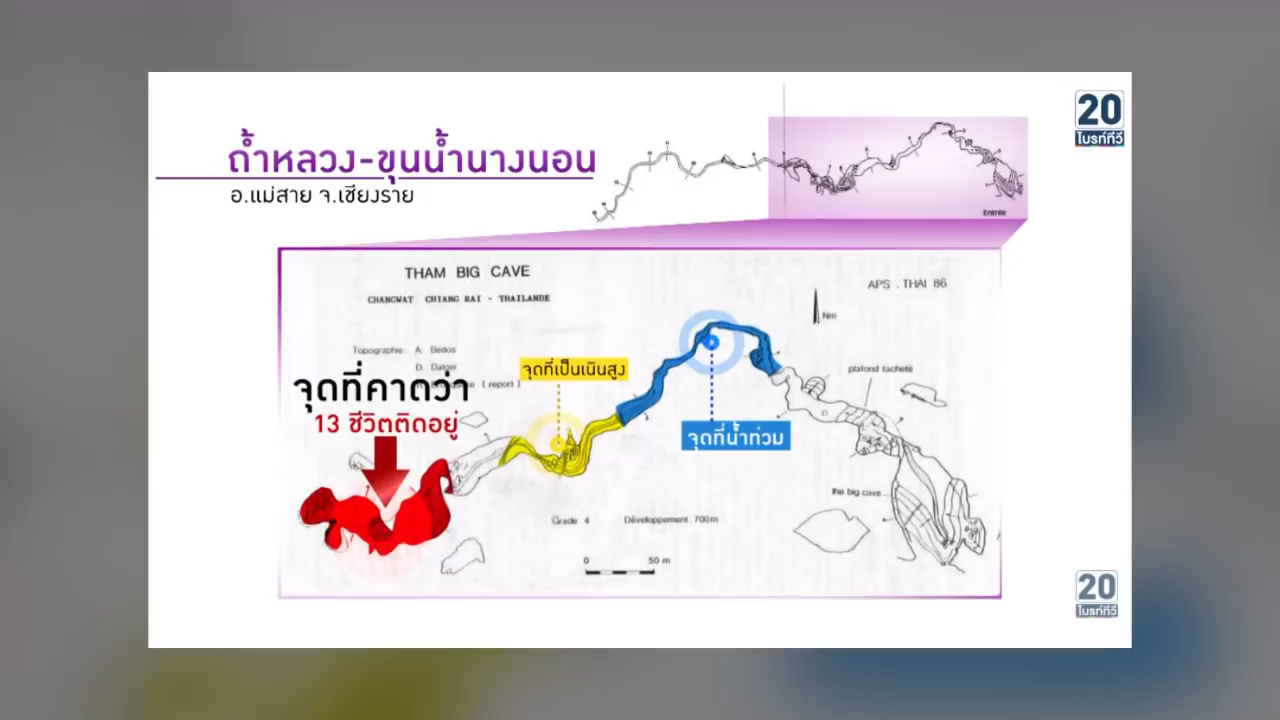 20
ไบรท์ทีวี
ถ้ำหลวง-ขุนน้ำนางนอน
อ.แม่สาย จ.เชียงราย
Entrée
THAM BIG CAVE
CHANGWAT CHIANG RAI - THAILANDE
APS . THAI 86
Nm
Topographie: A. Bedos
D.
( report )
จุดที่คาดว่า
13 ชีวิตติดอยู่
จุดที่เป็นเนินสูง
plafond tacheté
จุดที่น้ำท่วม
the big cave
Grade 4 Développement . 700m
0 50 m
20
ไบรท์ทีวี